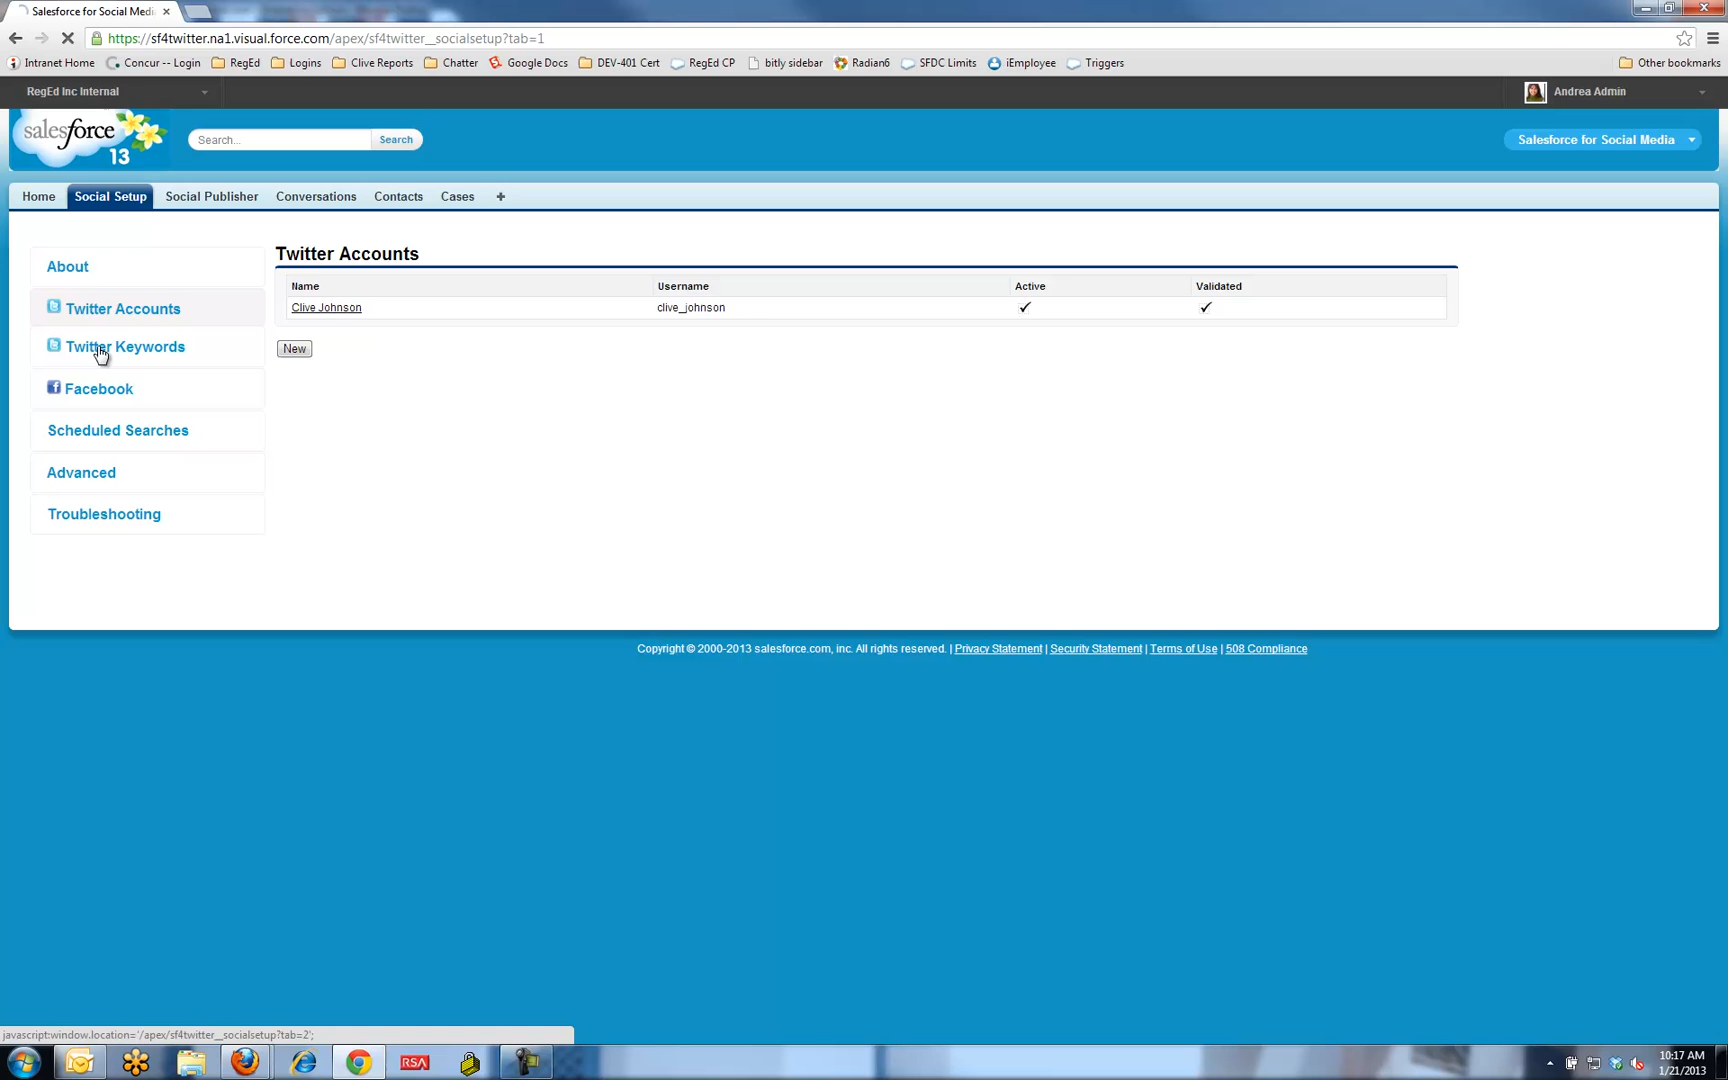 Salesforce for Social Medi
https://sf4twitter.na1.visual.force.com/apex/sf4twitter__socialsetup?tab=1
Intranet Home Concur -- Login RegEd Logins Clive Reports Chatter Google Docs DEV-401 Cert RegEd CP bitly sidebar Radian6 SFDC Limits iEmployee Triggers Other bookmarks
RegEd Inc Internal Andrea Admin
salesforce 13 Search... Search Salesforce for Social Media
Home Social Setup Social Publisher Conversations Contacts Cases +
Twitter Accounts
About
Name Username Active Validated
Twitter Accounts
Clive Johnson clive_johnson
Twitter Keywords
New
Facebook
Scheduled Searches
Advanced
Troubleshooting
Copyright © 2000-2013 salesforce.com, inc. All rights reserved. | Privacy Statement | Security Statement | Terms of Use | 508 Compliance
javascript:window.location='/apex/sf4twitter__socialsetup?tab=2';
RSA
10:17 AM
1/21/2013